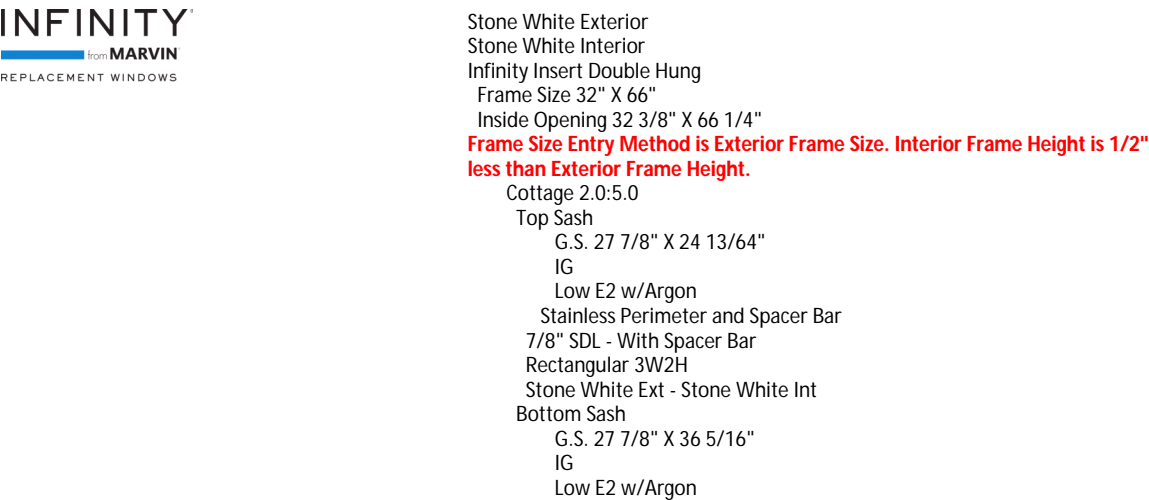 INFINITY
from MARVIN
REPLACEMENT WINDOWS
Stone White Exterior
Stone White Interior
Infinity Insert Double Hung
Frame Size 32" X 66"
Inside Opening 32 3/8" X 66 1/4"
Frame Size Entry Method is Exterior Frame Size. Interior Frame Height is 1/2"
less than Exterior Frame Height.
Cottage 2.0:5.0
Top Sash
G.S. 27 7/8" X 24 13/64"
IG
Low E2 w/Argon
Stainless Perimeter and Spacer Bar
7/8" SDL - With Spacer Bar
Rectangular 3W2H
Stone White Ext - Stone White Int
Bottom Sash
G.S. 27 7/8" X 36 5/16"
IG
Low E2 w/Argon